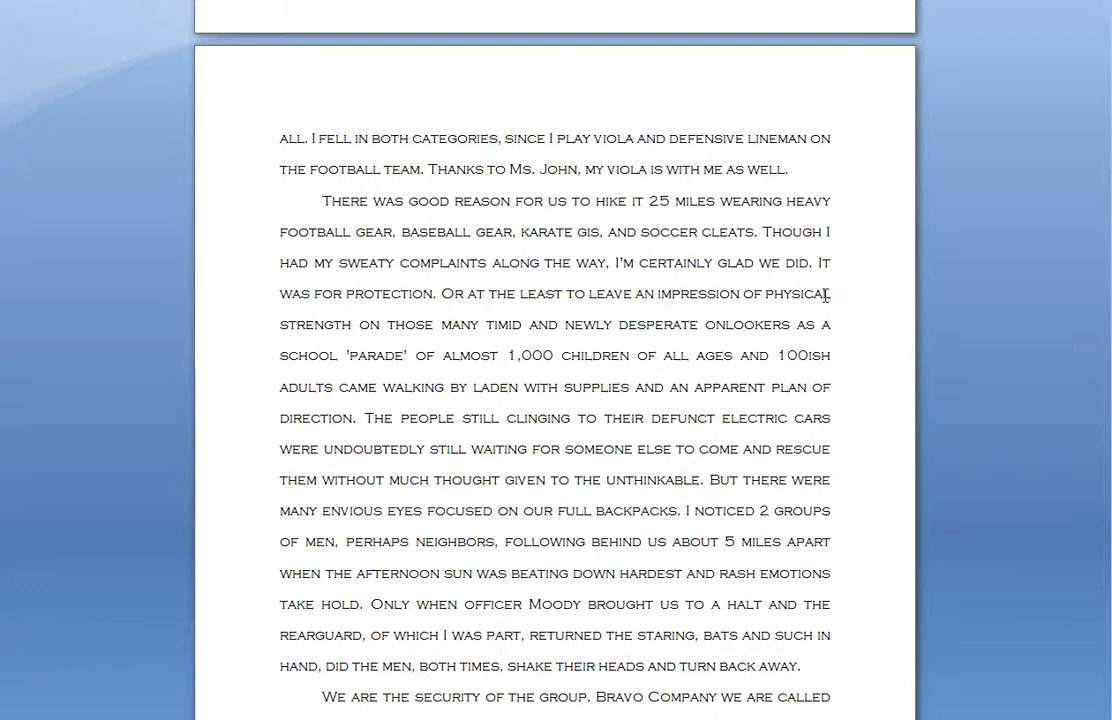 ALL. I FELL IN BOTH CATEGORIES, SINCE I PLAY VIOLA AND DEFENSIVE LINEMAN ON
THE FOOTBALL TEAM. THANKS TO MS. JOHN, MY VIOLA IS WITH ME AS WELL.
THERE WAS GOOD REASON FOR US TO HIKE IT 25 MILES WEARING HEAVY
FOOTBALL GEAR, BASEBALL GEAR, KARATE GIS, AND SOCCER CLEATS. THOUGH I
HAD MY SWEATY COMPLAINTS ALONG THE WAY, I'M CERTAINLY GLAD WE DID. IT
WAS FOR PROTECTION. OR AT THE LEAST TO LEAVE AN IMPRESSION OF PHYSICAL
STRENGTH ON THOSE MANY TIMID AND NEWLY DESPERATE ONLOOKERS AS A
SCHOOL 'PARADE' OF ALMOST 1,000 CHILDREN OF ALL AGES AND 100ISH
ADULTS CAME WALKING BY LADEN WITH SUPPLIES AND AN APPARENT PLAN OF
DIRECTION. THE PEOPLE STILL CLINGING TO THEIR DEFUNCT ELECTRIC CARS
WERE UNDOUBTEDLY STILL WAITING FOR SOMEONE ELSE TO COME AND RESCUE
THEM WITHOUT MUCH THOUGHT GIVEN TO THE UNTHINKABLE. BUT THERE WERE
MANY ENVIOUS EYES FOCUSED ON OUR FULL BACKPACKS. I NOTICED 2 GROUPS
OF MEN, PERHAPS NEIGHBORS, FOLLOWING BEHIND US ABOUT 5 MILES APART
WHEN THE AFTERNOON SUN WAS BEATING DOWN HARDEST AND RASH EMOTIONS
TAKE HOLD. ONLY WHEN OFFICER MOODY BROUGHT US TO A HALT AND THE
REARGUARD, OF WHICH I WAS PART, RETURNED THE STARING, BATS AND SUCH IN
HAND, DID THE MEN, BOTH TIMES, SHAKE THEIR HEADS AND TURN BACK AWAY.
WE ARE THE SECURITY OF THE GROUP. BRAVO COMPANY WE ARE CALLED